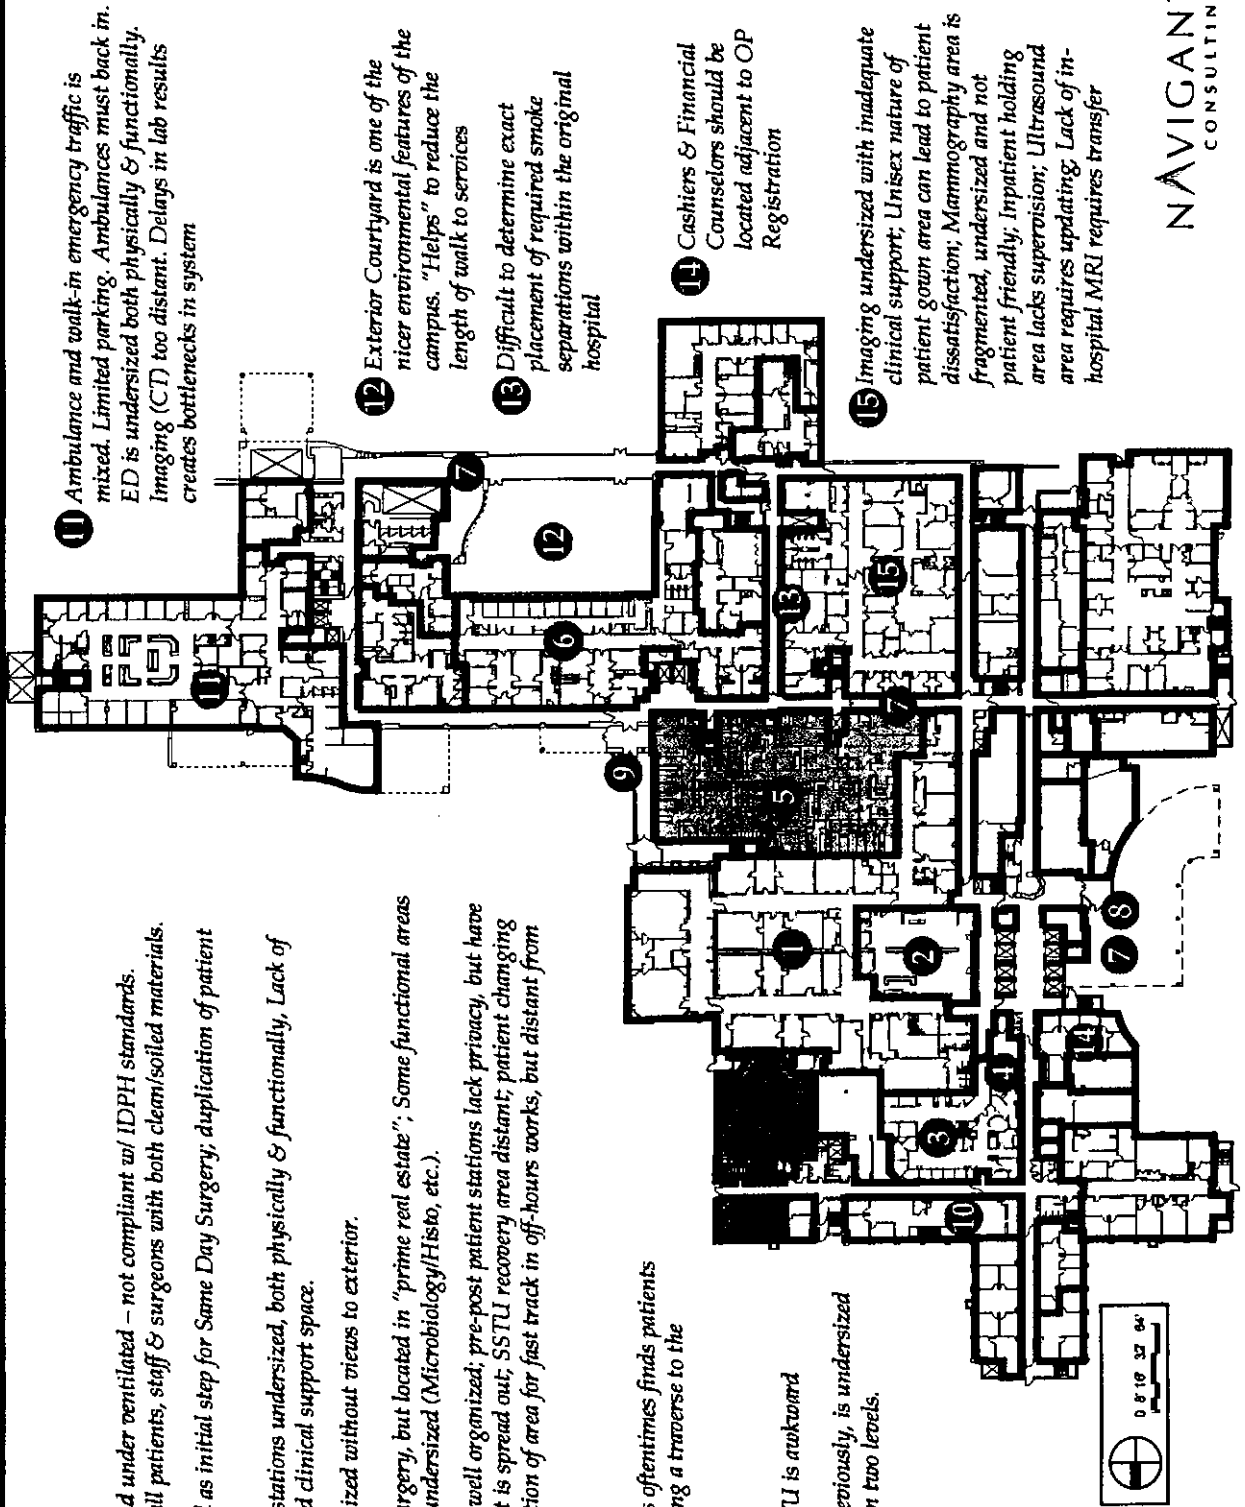 d under ventilated – not compliant w/ IDPH standards.
ll patients, staff & surgeons with both clean/soiled materials.
l as initial step for Same Day Surgery; duplication of patient
stations undersized, both physically & functionally, Lack of
d clinical support space.
ized without views to exterior.
urgery, but located in "prime real estate"; Some functional areas
undersized (Microbiology/Histo, etc.).
well organized; pre-post patient stations lack privacy, but have
t is spread out; SSTU recovery area distant; patient changing
tion of area for fast track in off-hours works, but distant from
s oftentimes finds patients
ng a traverse to the
TU is awkward
eviously, is undersized
n two levels.
11 Ambulance and walk-in emergency traffic is
mixed. Limited parking. Ambulances must back in.
ED is undersized both physically & functionally.
Imaging (CT) too distant. Delays in lab results
creates bottlenecks in system
12 Exterior Courtyard is one of the
nicer environmental features of the
campus. "Helps" to reduce the
length of walk to services
13 Difficult to determine exact
placement of required smoke
separations within the original
hospital
14 Cashiers & Financial
Counselors should be
located adjacent to OP
Registration
15 Imaging undersized with inadequate
clinical support; Unisex nature of
patient gown area can lead to patient
dissatisfaction; Mammography area is
fragmented, undersized and not
patient friendly; Inpatient holding
area lacks supervision; Ultrasound
area requires updating; Lack of in-
hospital MRI requires transfer
11
7
12
6
13
15
7
9
5
1
2
8
7
4
14
3
10
0 8 16 32 64'
NAVIGAN
CONSULTIN